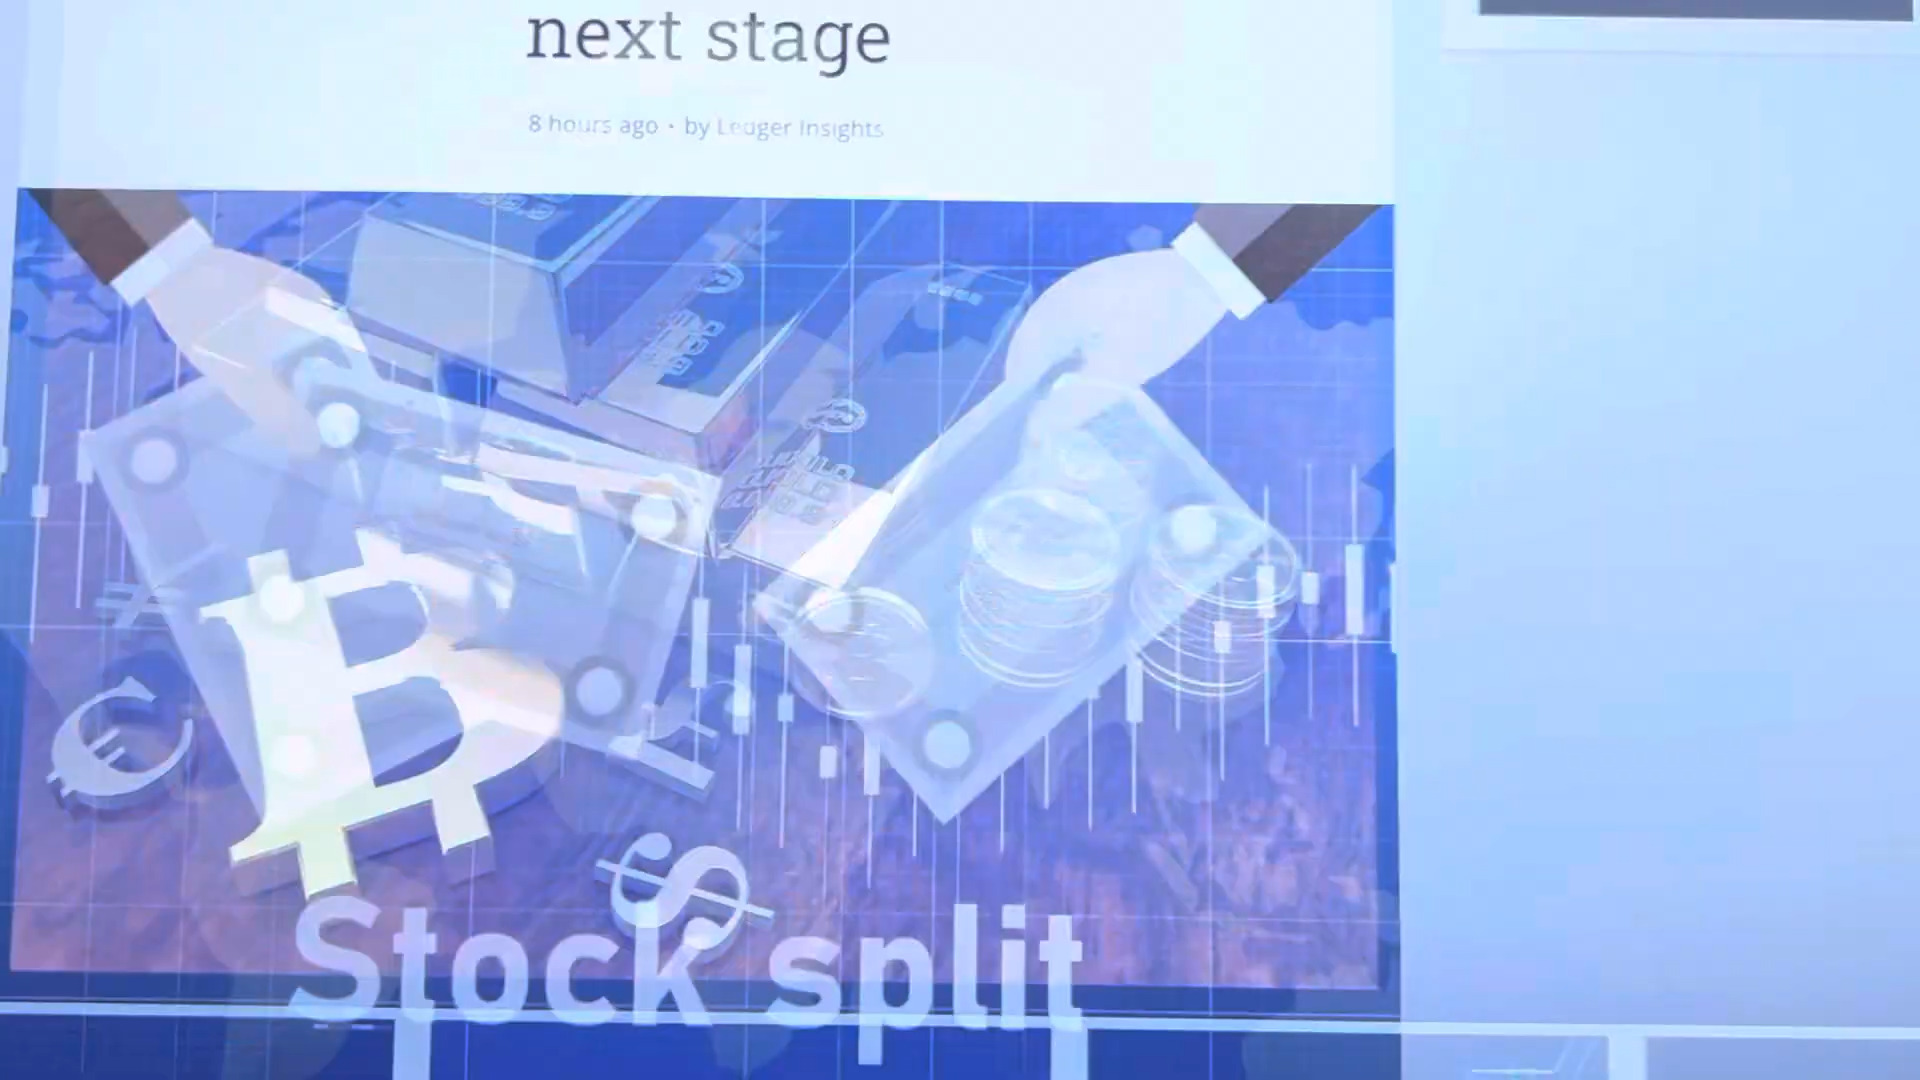 next stage
8 hours ago • by Ledger Insights
Stock split